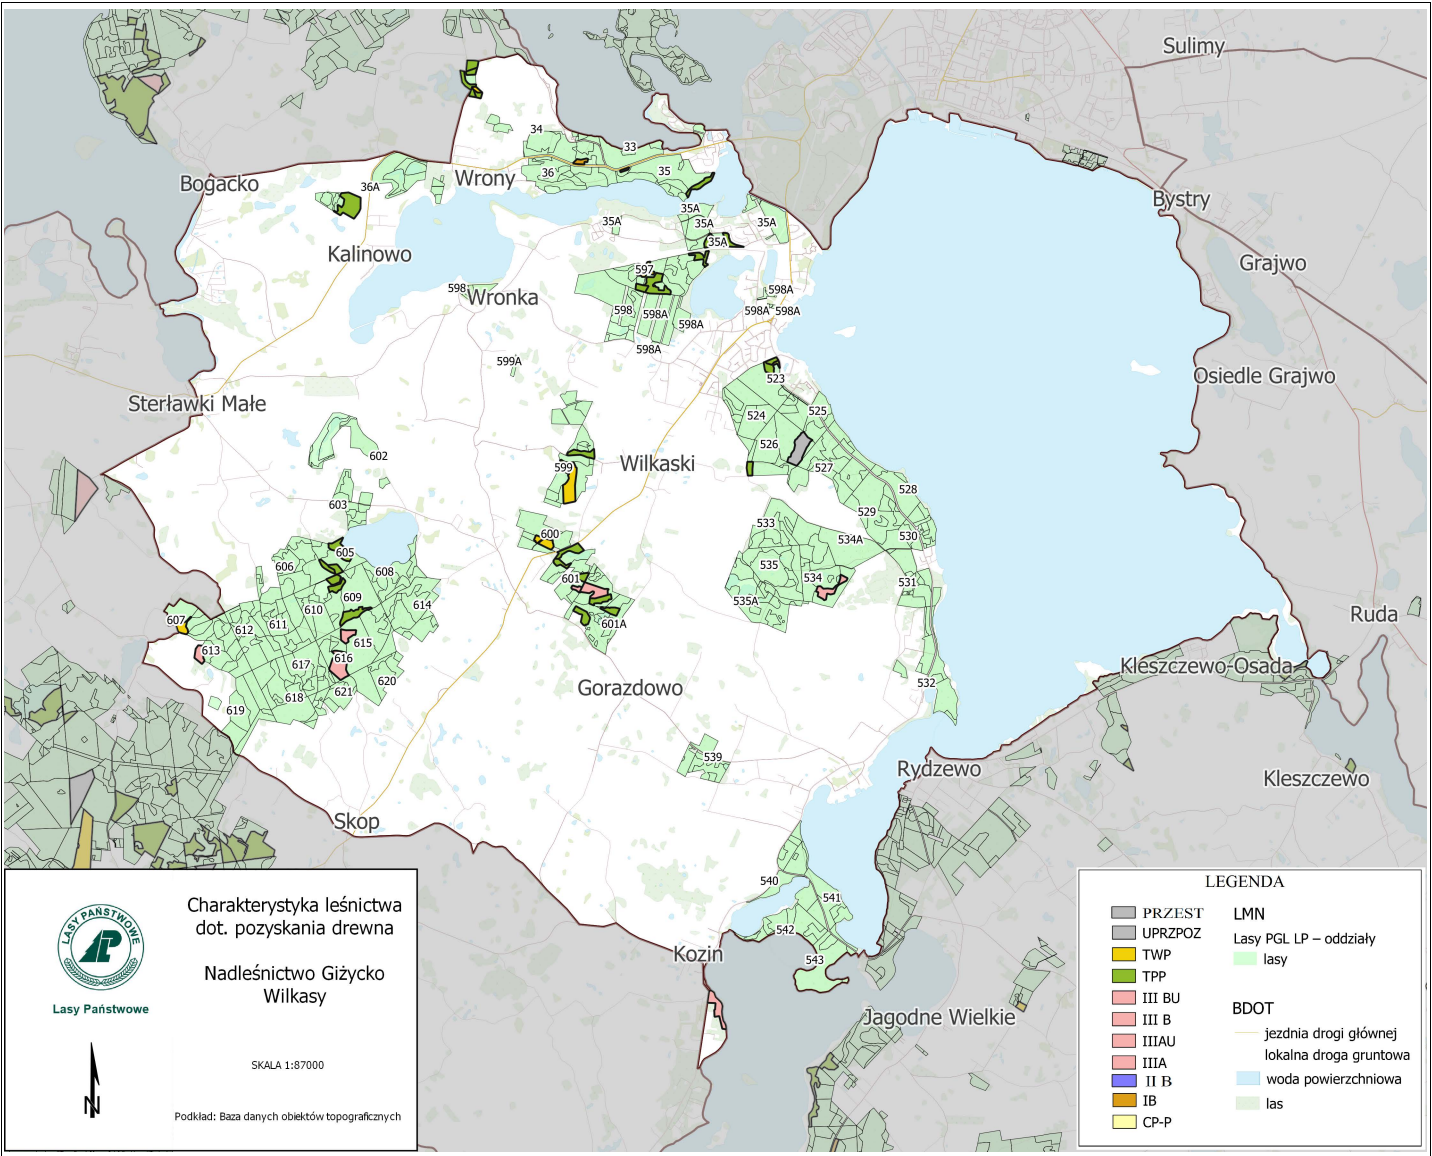 Sulimy
34
33
36
35
Bogacko
36A
Wrony
Bystry
35A
35A
35A
35A
35A
Kalinowo
Grajwo
597
598
Wronka
598A
598
598A
598A
598A
598A
598A
599A
523
Osiedle Grajwo
Sterławki Małe
524
525
526
602
599
Wilkaski
527
528
603
529
533
600
534A
530
605
606
608
601
535
534
531
609
610
614
535A
607
612
611
601A
Ruda
613
615
616
617
Kleszczewo-Osada
620
621
618
Gorazdowo
532
619
539
Rydzewo
Kleszczewo
Skop
540
541
542
Kozin
543
Jagodne Wielkie
LASY PAŃSTWOWE
Lasy Państwowe
N
Charakterystyka leśnictwa
dot. pozyskania drewna
Nadleśnictwo Giżycko
Wilkasy
SKALA 1:87000
Podkład: Baza danych obiektów topograficznych
LEGENDA
PRZEST
UPRZPOZ
TWP
TPP
III BU
III B
IIIAU
IIIA
II B
IB
CP-P
LMN
Lasy PGL LP – oddziały
lasy
BDOT
jezdnia drogi głównej
lokalna droga gruntowa
woda powierzchniowa
las